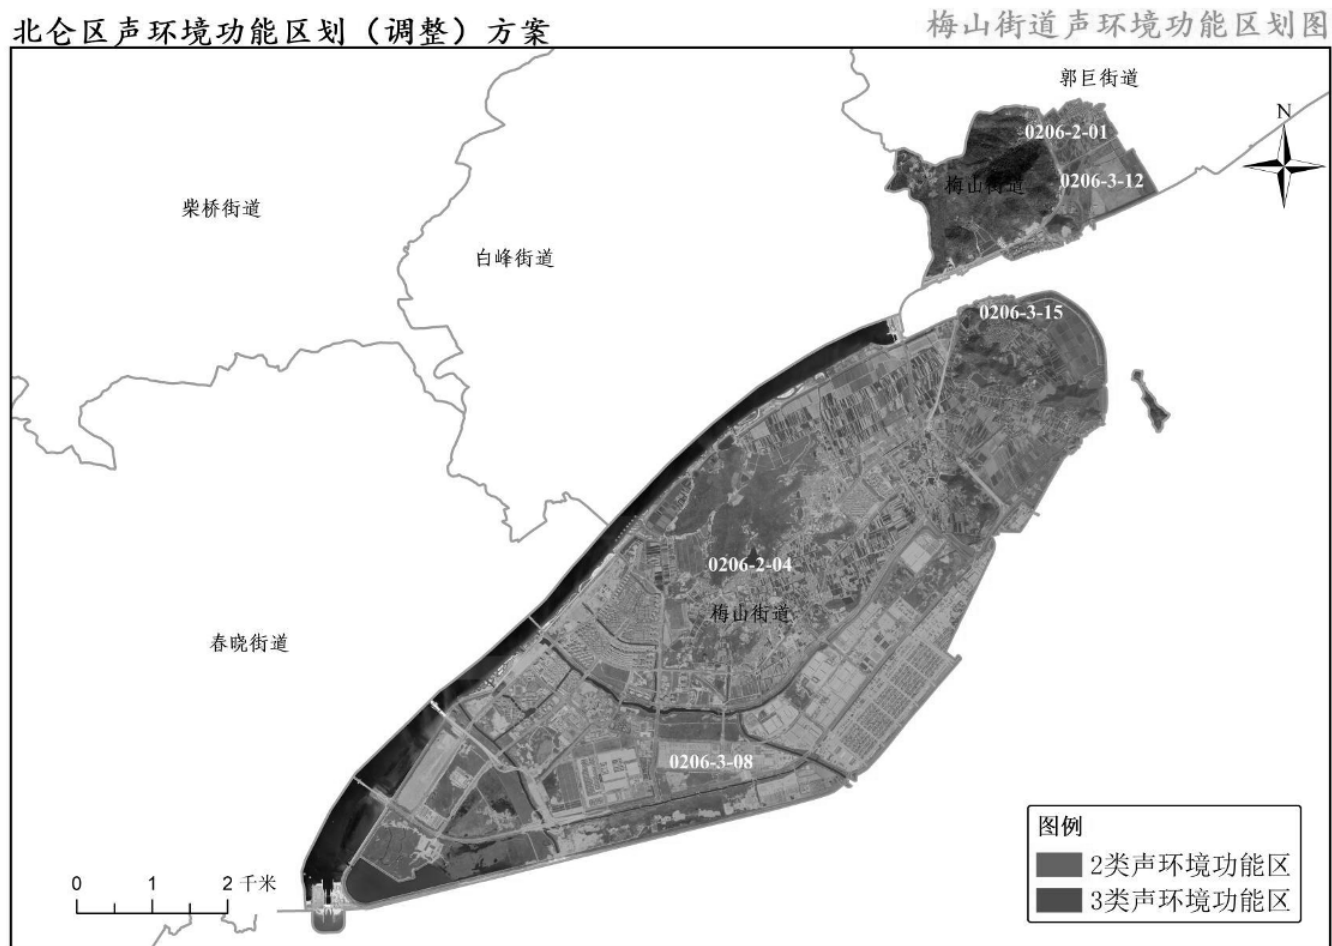 北仑区声环境功能区划（调整）方案
梅山街道声环境功能区划图
郭巨街道
N
0206-2-01
梅山街道
0206-3-12
柴桥街道
白峰街道
0206-3-15
0206-2-04
梅山街道
春晓街道
0206-3-08
图例
2类声环境功能区
3类声环境功能区
0 1 2 千米